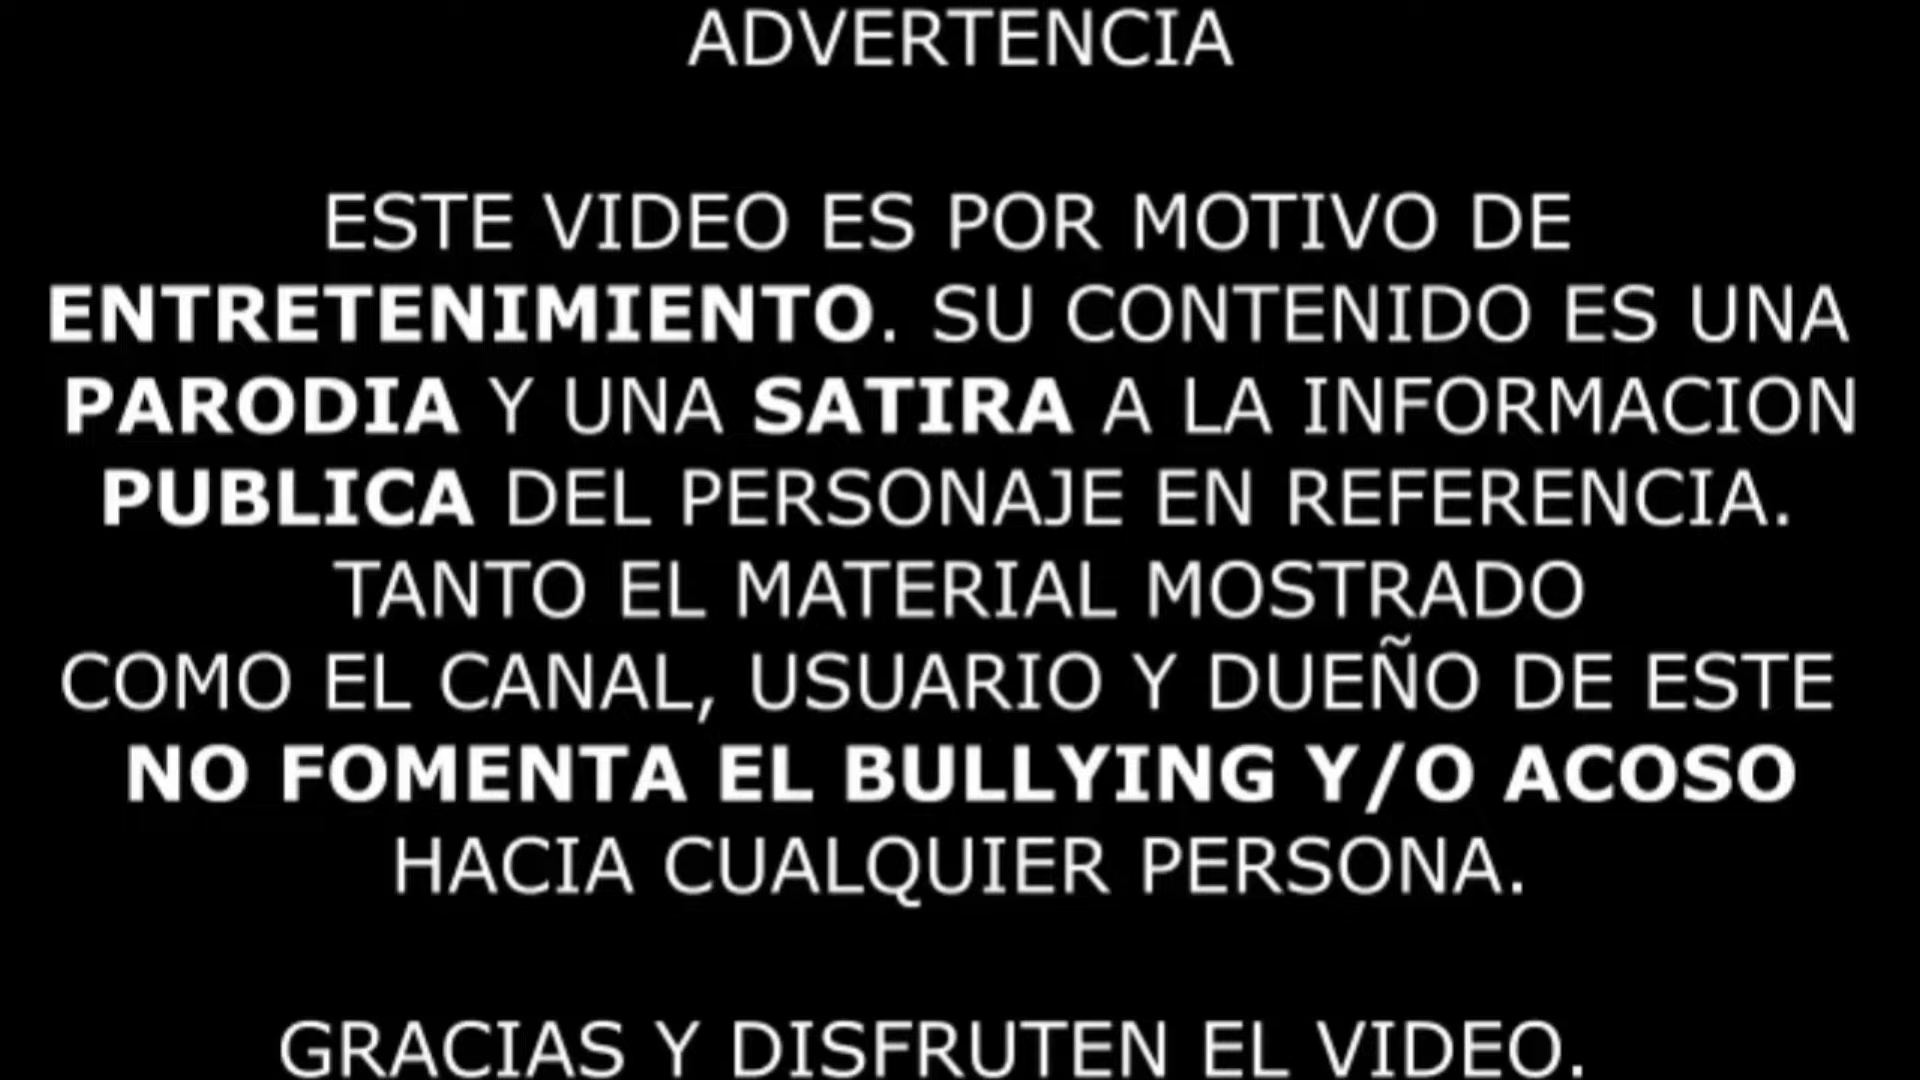 ADVERTENCIA
ESTE VIDEO ES POR MOTIVO DE
ENTRETENIMIENTO. SU CONTENIDO ES UNA
PARODIA Y UNA SATIRA A LA INFORMACION
PUBLICA DEL PERSONAJE EN REFERENCIA.
TANTO EL MATERIAL MOSTRADO
COMO EL CANAL, USUARIO Y DUEÑO DE ESTE
NO FOMENTA EL BULLYING Y/O ACOSO
HACIA CUALQUIER PERSONA.
GRACIAS Y DISFRUTEN EL VIDEO.